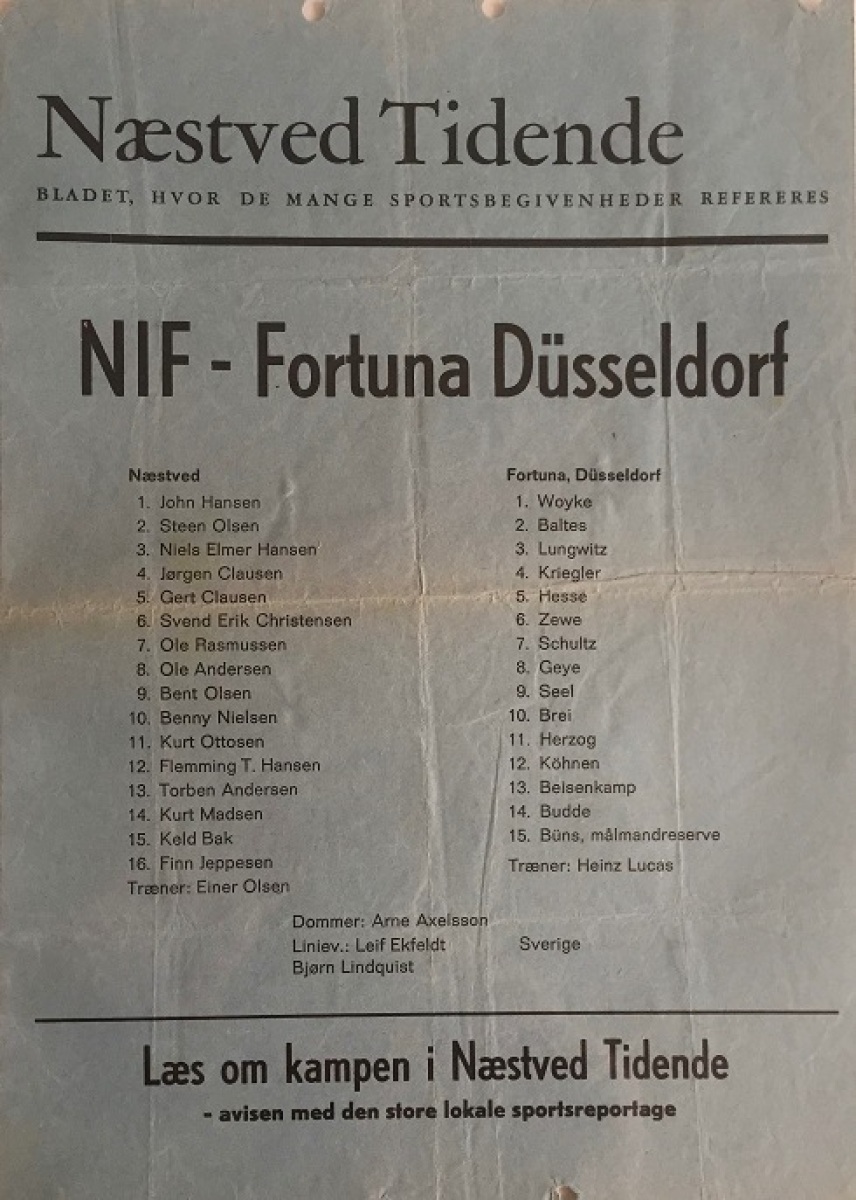 Næstved Tidende
BLADET, HVOR DE MANGE SPORTSBEGIVENHEDER REFERERES
NIF - Fortuna Düsseldorf
Næstved
1. John Hansen
2. Steen Olsen
3. Niels Elmer Hansen
4. Jørgen Clausen
5. Gert Clausen
6. Svend Erik Christensen
7. Ole Rasmussen
8. Ole Andersen
9. Bent Olsen
10. Benny Nielsen
11. Kurt Ottosen
12. Flemming T. Hansen
13. Torben Andersen
14. Kurt Madsen
15. Keld Bak
16. Finn Jeppesen
Træner: Einer Olsen
Fortuna, Düsseldorf
1. Woyke
2. Baltes
3. Lungwitz
4. Kriegler
5. Hesse
6. Zewe
7. Schultz
8. Geye
9. Seel
10. Brei
11. Herzog
12. Köhnen
13. Beisenkamp
14. Budde
15. Büns, målmandreserve
Træner: Heinz Lucas
Dommer: Arne Axelsson
Liniev.: Leif Ekfeldt Sverige
Bjørn Lindquist
Læs om kampen i Næstved Tidende
- avisen med den store lokale sportsreportage